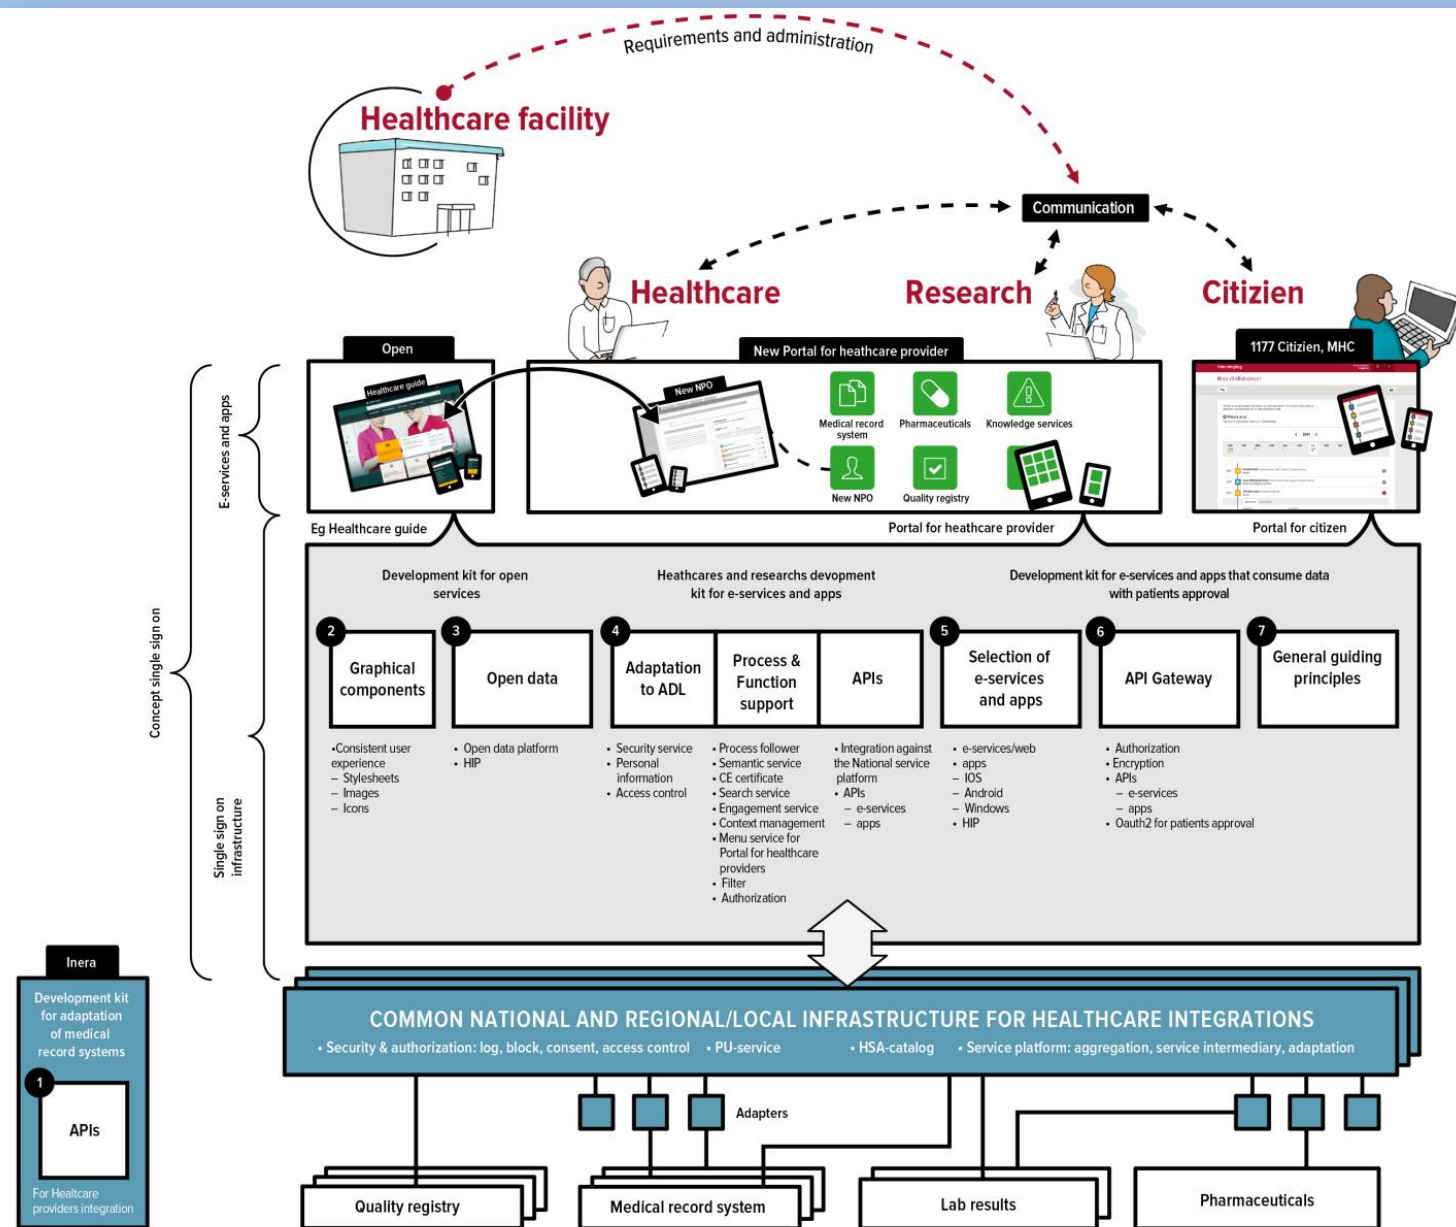 Requirements and administration
Healthcare facility
Communication
Healthcare
Research
Citizien
Open
New Portal for heathcare provider
1177 Citizien, MHC
Healthcare guide
New NPO
Medical record
system
Pharmaceuticals
Knowledge services
New NPO
Quality registry
Eg Healthcare guide
Portal for heathcare provider
Portal for citizen
E-services and apps
Concept single sign on
Single sign on
infrastructure
Development kit for open
services
Heathcares and researchs devopment
kit for e-services and apps
Development kit for e-services and apps that consume data
with patients approval
2
Graphical
components
3
Open data
4
Adaptation
to ADL
Process &
Function
support
APIs
5
Selection of
e-services
and apps
6
API Gateway
7
General guiding
principles
•Consistent user
experience
– Stylesheets
– Images
– Icons
• Open data platform
• HIP
• Security service
• Personal
information
• Access control
• Process follower
• Semantic service
• CE certificate
• Search service
• Engagement service
• Context management
• Menu service for
Portal for healthcare
providers
• Filter
• Authorization
• Integration against
the National service
platform
• APIs
– e-services
– apps
• e-services/web
• apps
– IOS
– Android
– Windows
• HIP
• Authorization
• Encryption
• APIs
– e-services
– apps
• Oauth2 for patients approval
Inera
Development kit
for adaptation
of medical
record systems
1
APIs
For Healtcare
providers integration
COMMON NATIONAL AND REGIONAL/LOCAL INFRASTRUCTURE FOR HEALTHCARE INTEGRATIONS
• Security & authorization: log, block, consent, access control • PU-service • HSA-catalog • Service platform: aggregation, service intermediary, adaptation
Adapters
Quality registry
Medical record system
Lab results
Pharmaceuticals